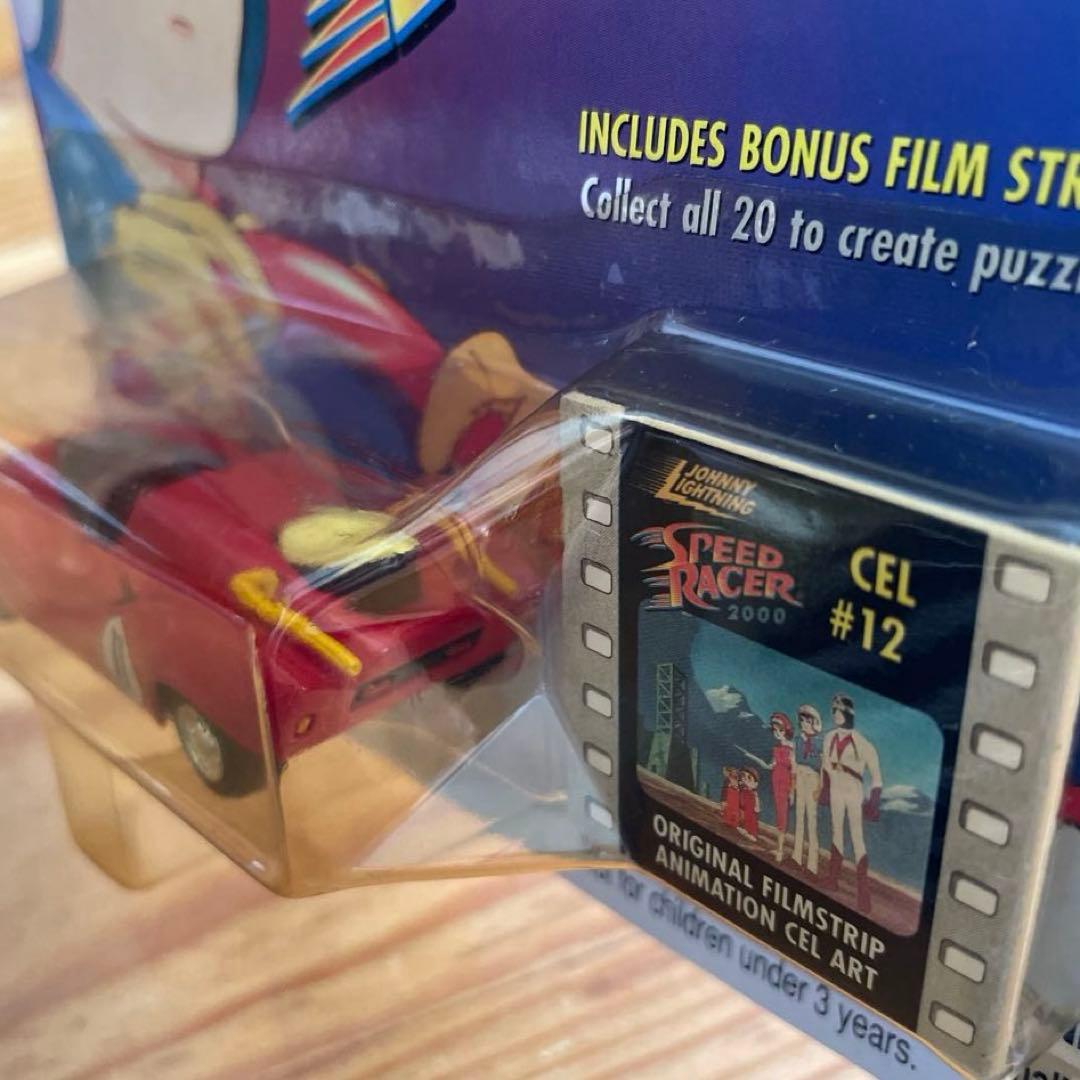 INCLUDES BONUS FILM STR
Collect all 20 to create puzz
JOHNNY
LIGHTNING
SPEED
RACER
2000
CEL
#12
ORIGINAL FILMSTRIP
ANIMATION CEL ART
for children under 3 years.